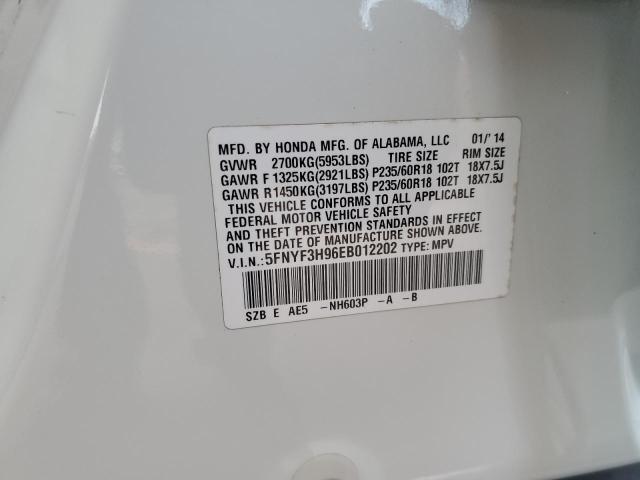 MFD. BY HONDA MFG. OF ALABAMA, LLC 01/'14
GVWR 2700KG(5953LBS) TIRE SIZE RIM SIZE
GAWR F 1325KG(2921LBS) P235/60R18 102T 18X7.5J
GAWR R1450KG(3197LBS) P235/60R18 102T 18X7.5J
THIS VEHICLE CONFORMS TO ALL APPLICABLE
FEDERAL MOTOR VEHICLE SAFETY
AND THEFT PREVENTION STANDARDS IN EFFECT
ON THE DATE OF MANUFACTURE SHOWN ABOVE.
V.I.N.:5FNYF3H96EB012202 TYPE: MPV
SZB E AE5 -NH603P -A -B